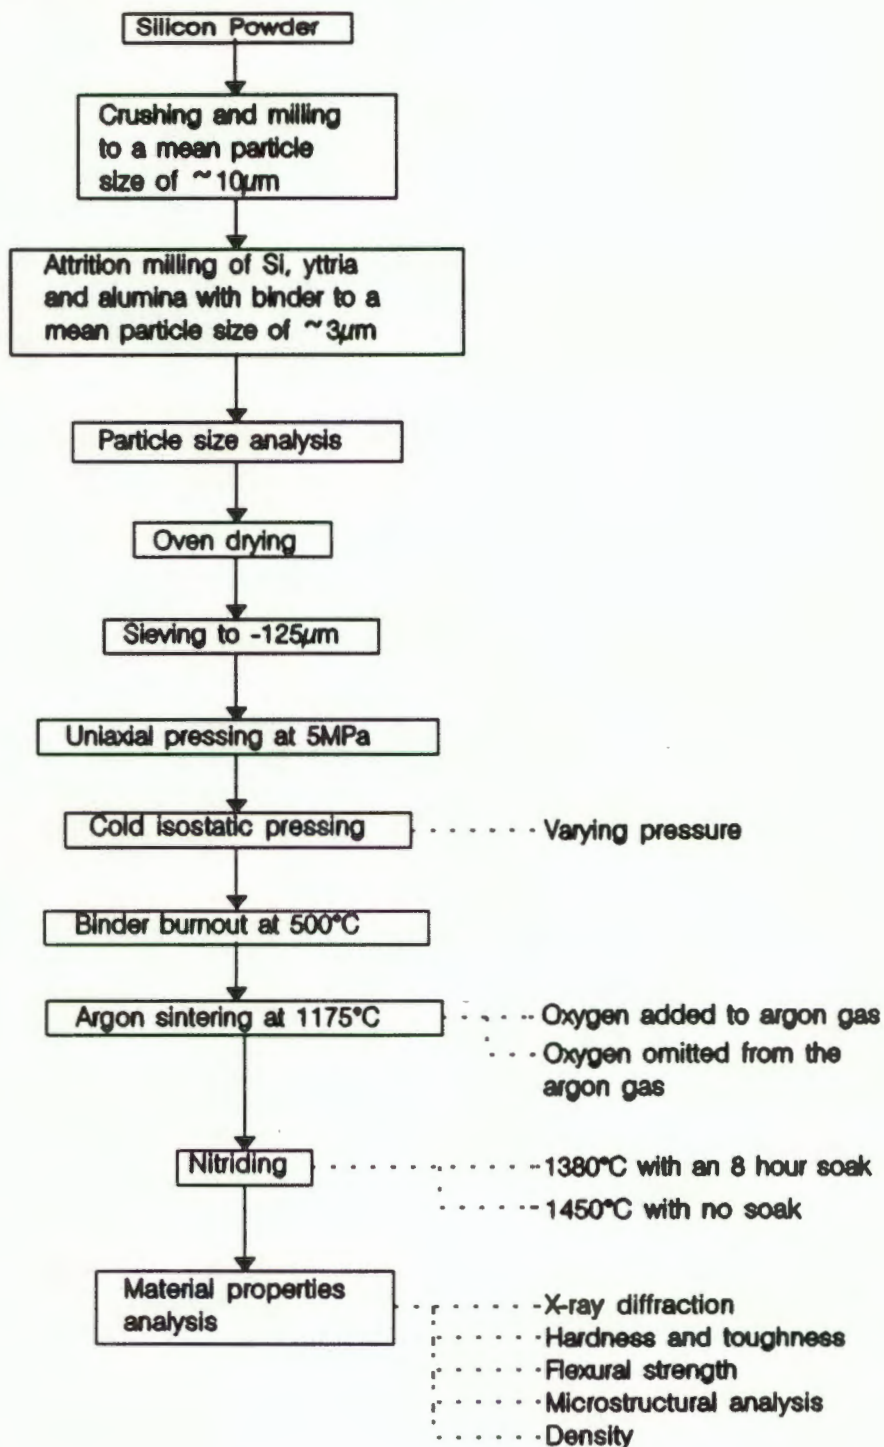 Silicon Powder
Crushing and milling
to a mean particle
size of ~10μm
Attrition milling of Si, yttria
and alumina with binder to a
mean particle size of ~3μm
Particle size analysis
Oven drying
Sieving to -125μm
Uniaxial pressing at 5MPa
Cold isostatic pressing
Varying pressure
Binder burnout at 500°C
Argon sintering at 1175°C
Oxygen added to argon gas
Oxygen omitted from the
argon gas
Nitriding
1380°C with an 8 hour soak
1450°C with no soak
Material properties
analysis
X-ray diffraction
Hardness and toughness
Flexural strength
Microstructural analysis
Density